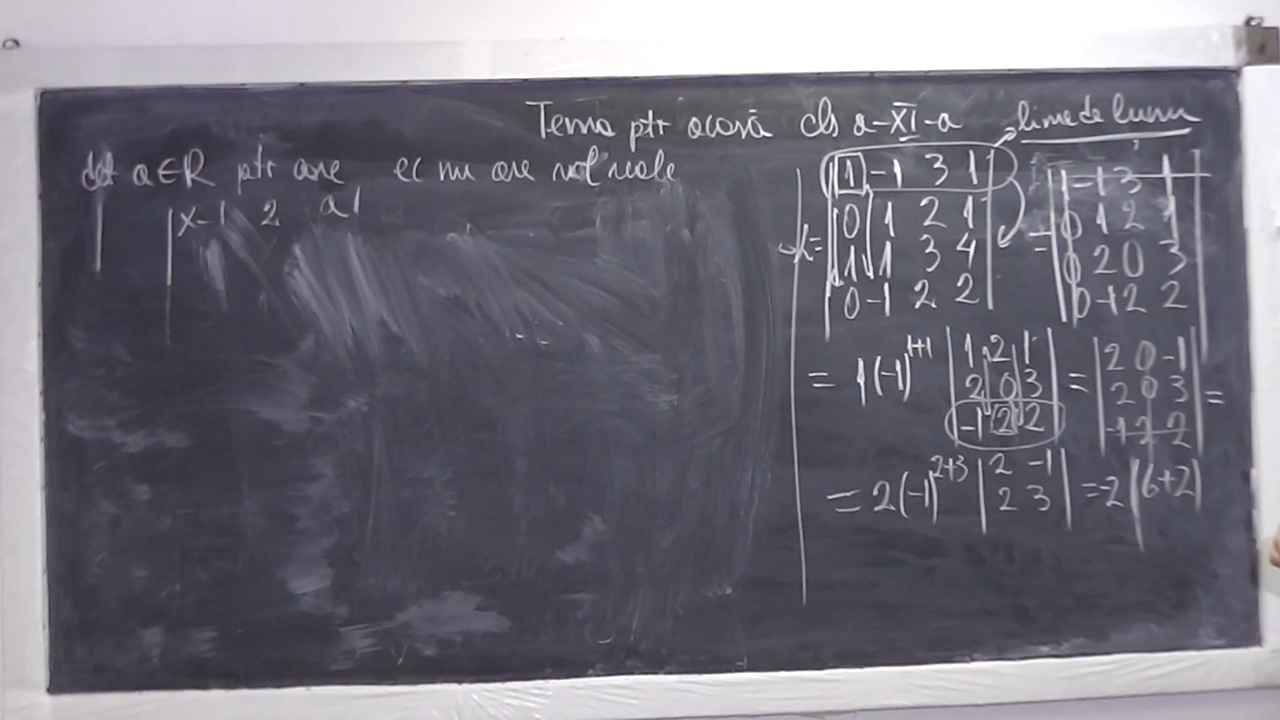 Tema ptr acasă cls a-XI-a linie de lucru
det a∈R ptr care ec nu are sol reale
|x-1 2 a|
|1 -1 3 1| |1 -1 3 1|
|0 1 2 1|
= |0 1 2 1|
|1 1 3 4| |0 2 0 3|
|0 -1 2 2| |0 -1 2 2|
= 1(-1)^1+1 |1 2 1| = |2 0 -1|
|2 0 3| |2 0 3| =
|-1 2 2| |-1 2 2|
= 2(-1)^2+3 |2 -1| = -2(6+2)
|2 3|